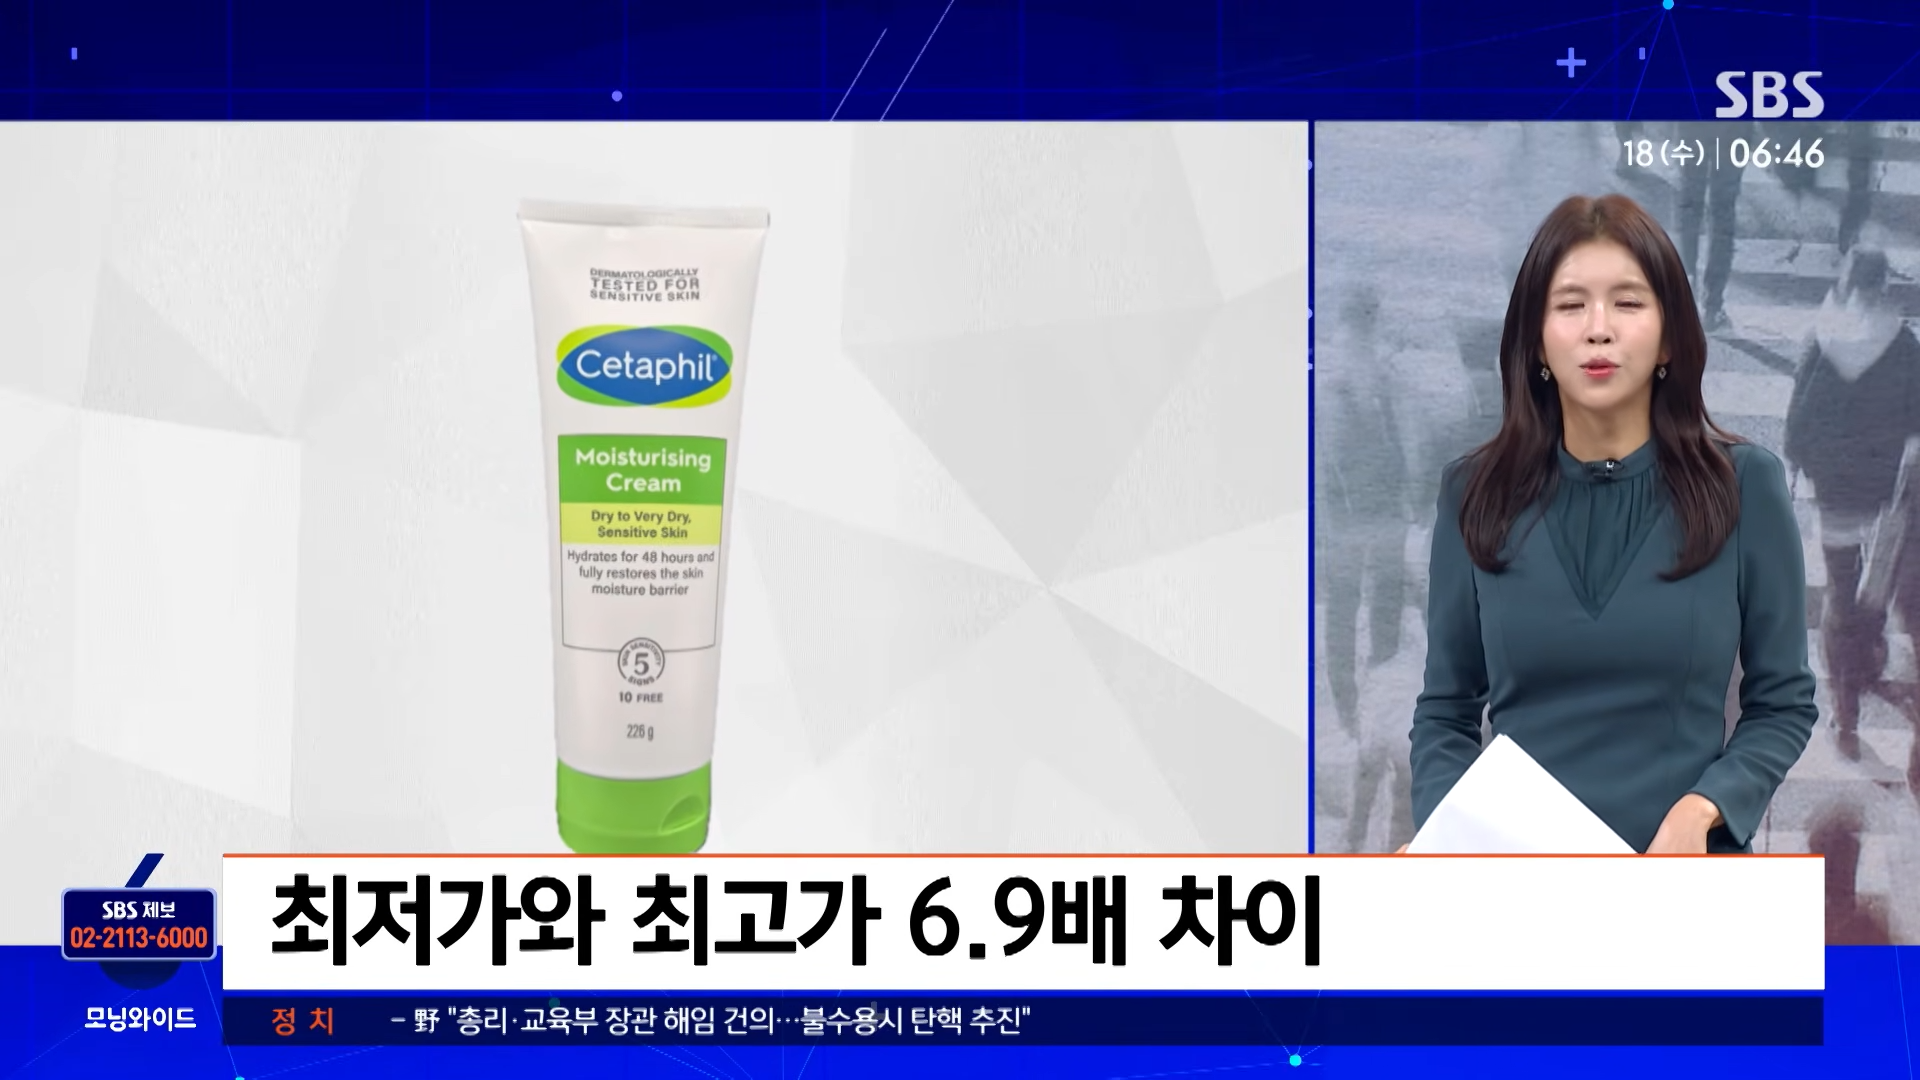 SBS
18(수) | 06:46
DERMATOLOGICALLY
TESTED FOR
SENSITIVE SKIN
Cetaphil®
Moisturising
Cream
Dry to Very Dry,
Sensitive Skin
Hydrates for 48 hours and
fully restores the skin
moisture barrier
SKIN SENSITIVITY
5
SIGNS
10 FREE
226 g
최저가와 최고가 6.9배 차이
SBS 제보
02-2113-6000
모닝와이드
정 치 - 野 "총리·교육부 장관 해임 건의…불수용시 탄핵 추진"